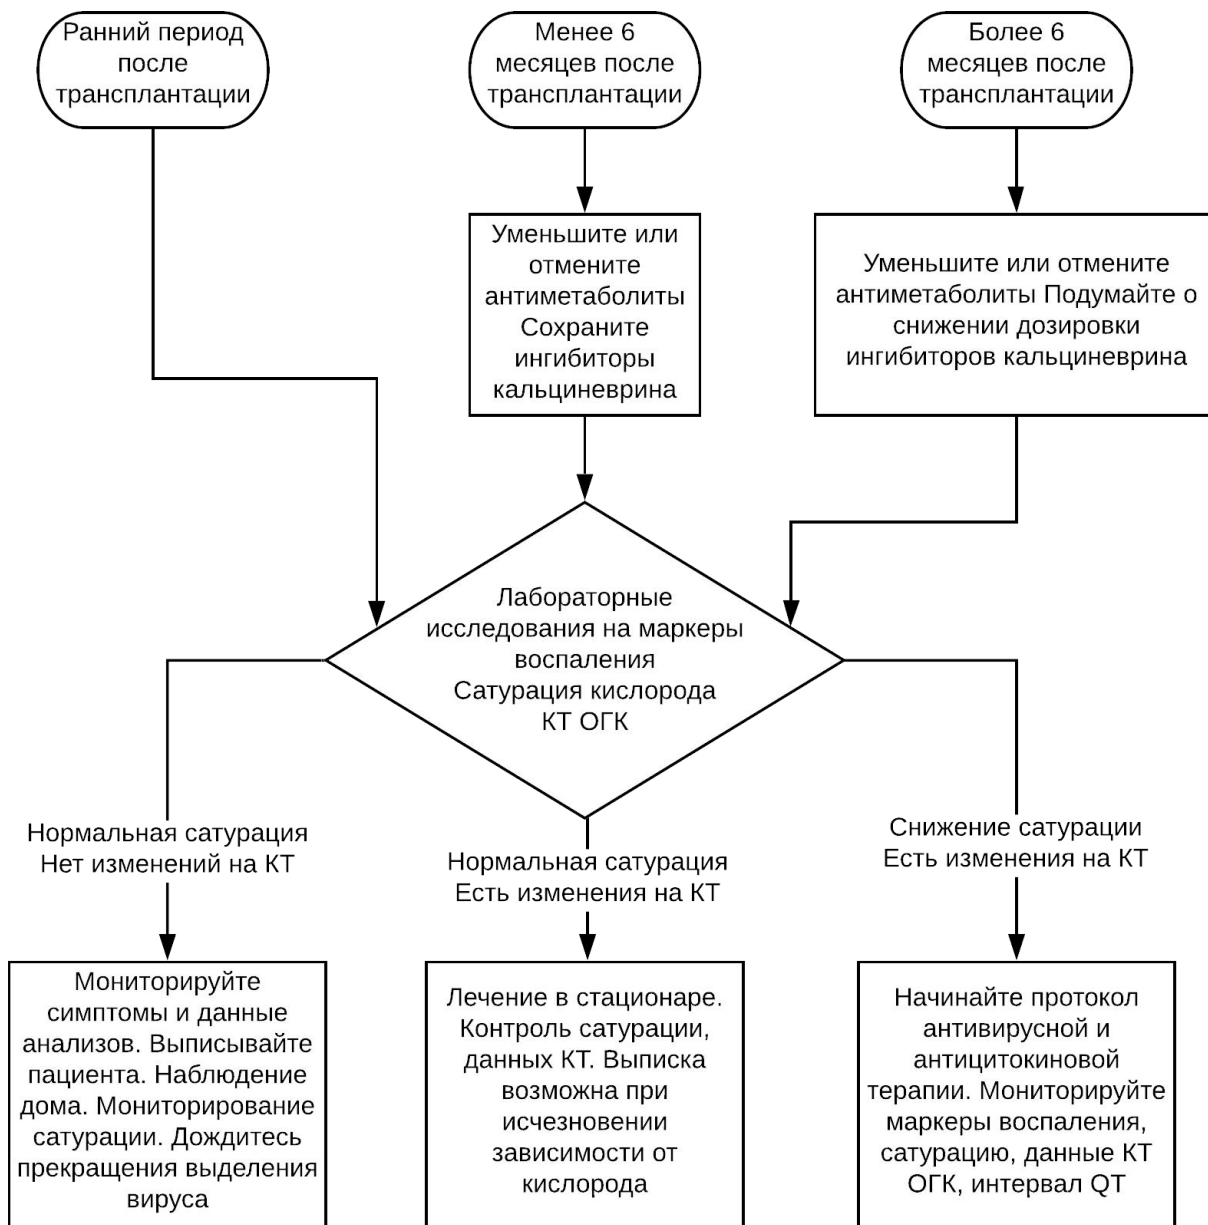 Ранний период
после
трансплантации
Менее 6
месяцев после
трансплантации
Более 6
месяцев после
трансплантации
Уменьшите или
отмените
антиметаболиты
Сохраните
ингибиторы
кальциневрина
Уменьшите или отмените
антиметаболиты Подумайте о
снижении дозировки
ингибиторов кальциневрина
Лабораторные
исследования на маркеры
воспаления
Сатурация кислорода
КТ ОГК
Нормальная сатурация
Нет изменений на КТ
Нормальная сатурация
Есть изменения на КТ
Снижение сатурации
Есть изменения на КТ
Мониторируйте
симптомы и данные
анализов. Выписывайте
пациента. Наблюдение
дома. Мониторирование
сатурации. Дождитесь
прекращения выделения
вируса
Лечение в стационаре.
Контроль сатурации,
данных КТ. Выписка
возможна при
исчезновении
зависимости от
кислорода
Начинайте протокол
антивирусной и
антицитокиновой
терапии. Мониторируйте
маркеры воспаления,
сатурацию, данные КТ
ОГК, интервал QT